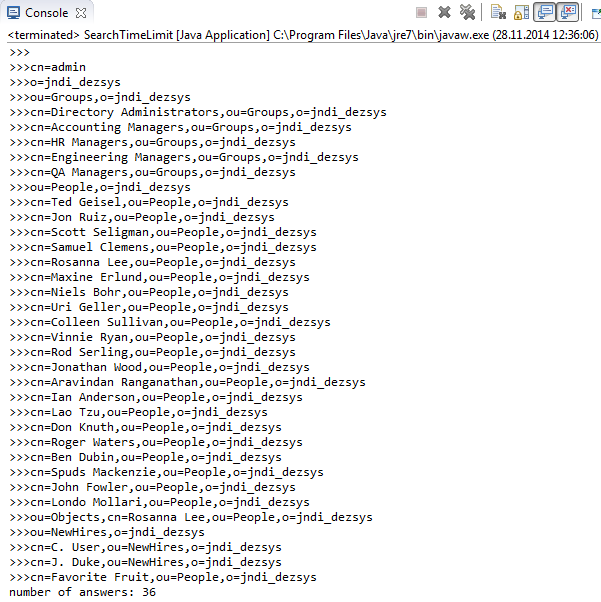 Console
<terminated> SearchTimeLimit [Java Application] C:\Program Files\Java\jre7\bin\javaw.exe (28.11.2014 12:36:06)
>>>
>>>cn=admin
>>>o=jndi_dezsys
>>>ou=Groups,o=jndi_dezsys
>>>cn=Directory Administrators,ou=Groups,o=jndi_dezsys
>>>cn=Accounting Managers,ou=Groups,o=jndi_dezsys
>>>cn=HR Managers,ou=Groups,o=jndi_dezsys
>>>cn=Engineering Managers,ou=Groups,o=jndi_dezsys
>>>cn=QA Managers,ou=Groups,o=jndi_dezsys
>>>ou=People,o=jndi_dezsys
>>>cn=Ted Geisel,ou=People,o=jndi_dezsys
>>>cn=Jon Ruiz,ou=People,o=jndi_dezsys
>>>cn=Scott Seligman,ou=People,o=jndi_dezsys
>>>cn=Samuel Clemens,ou=People,o=jndi_dezsys
>>>cn=Rosanna Lee,ou=People,o=jndi_dezsys
>>>cn=Maxine Erlund,ou=People,o=jndi_dezsys
>>>cn=Niels Bohr,ou=People,o=jndi_dezsys
>>>cn=Uri Geller,ou=People,o=jndi_dezsys
>>>cn=Colleen Sullivan,ou=People,o=jndi_dezsys
>>>cn=Vinnie Ryan,ou=People,o=jndi_dezsys
>>>cn=Rod Serling,ou=People,o=jndi_dezsys
>>>cn=Jonathan Wood,ou=People,o=jndi_dezsys
>>>cn=Aravindan Ranganathan,ou=People,o=jndi_dezsys
>>>cn=Ian Anderson,ou=People,o=jndi_dezsys
>>>cn=Lao Tzu,ou=People,o=jndi_dezsys
>>>cn=Don Knuth,ou=People,o=jndi_dezsys
>>>cn=Roger Waters,ou=People,o=jndi_dezsys
>>>cn=Ben Dubin,ou=People,o=jndi_dezsys
>>>cn=Spuds Mackenzie,ou=People,o=jndi_dezsys
>>>cn=John Fowler,ou=People,o=jndi_dezsys
>>>cn=Londo Mollari,ou=People,o=jndi_dezsys
>>>ou=Objects,cn=Rosanna Lee,ou=People,o=jndi_dezsys
>>>ou=NewHires,o=jndi_dezsys
>>>cn=C. User,ou=NewHires,o=jndi_dezsys
>>>cn=J. Duke,ou=NewHires,o=jndi_dezsys
>>>cn=Favorite Fruit,ou=People,o=jndi_dezsys
number of answers: 36